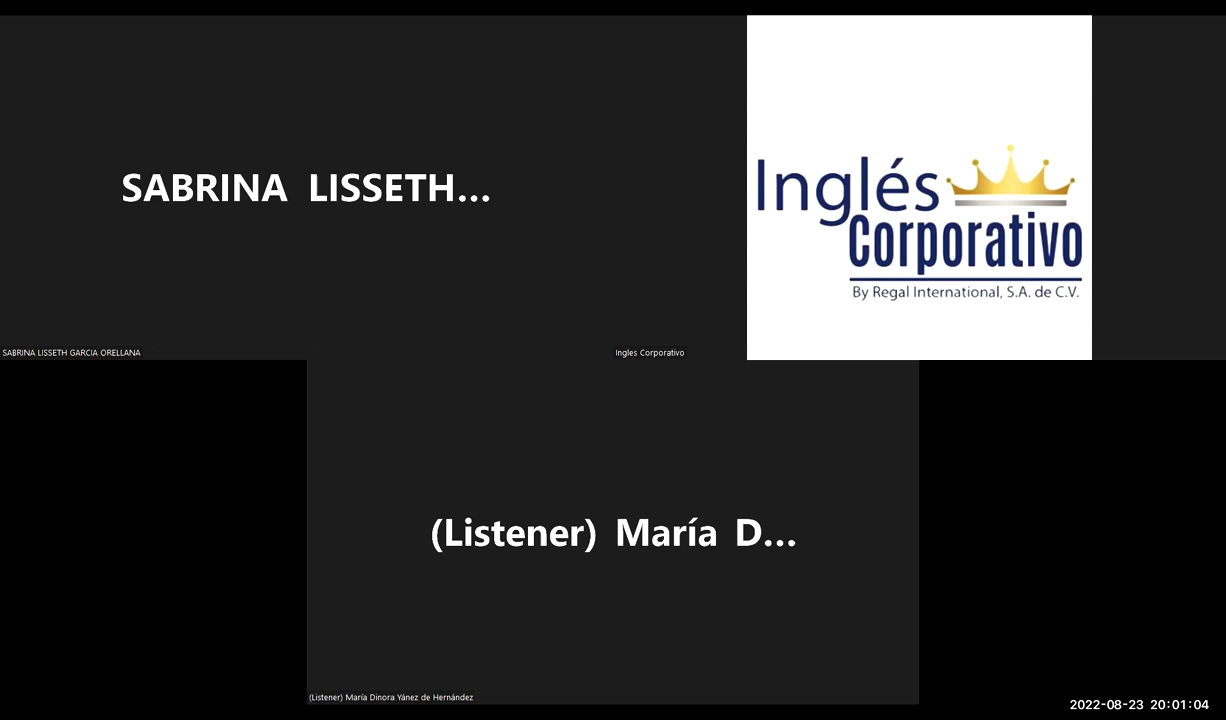 SABRINA LISSETH...
Inglés
Corporativo
By Regal International, S.A. de C.V.
SABRINA LISSETH GARCIA ORELLANA
Ingles Corporativo
(Listener) María D...
(Listener) María Dinora Yánez de Hernández
2022-08-23 20:01:04